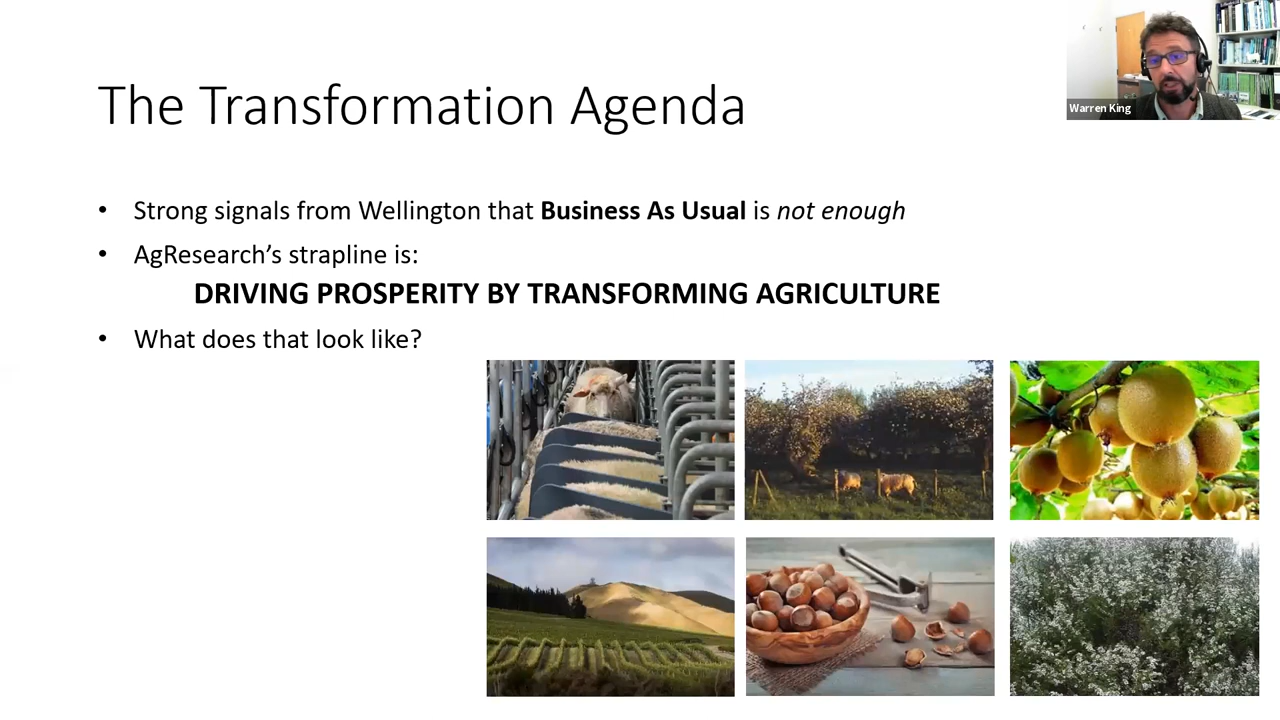 The Transformation Agenda
Warren King
• Strong signals from Wellington that Business As Usual is not enough
• AgResearch’s strapline is:
DRIVING PROSPERITY BY TRANSFORMING AGRICULTURE
• What does that look like?